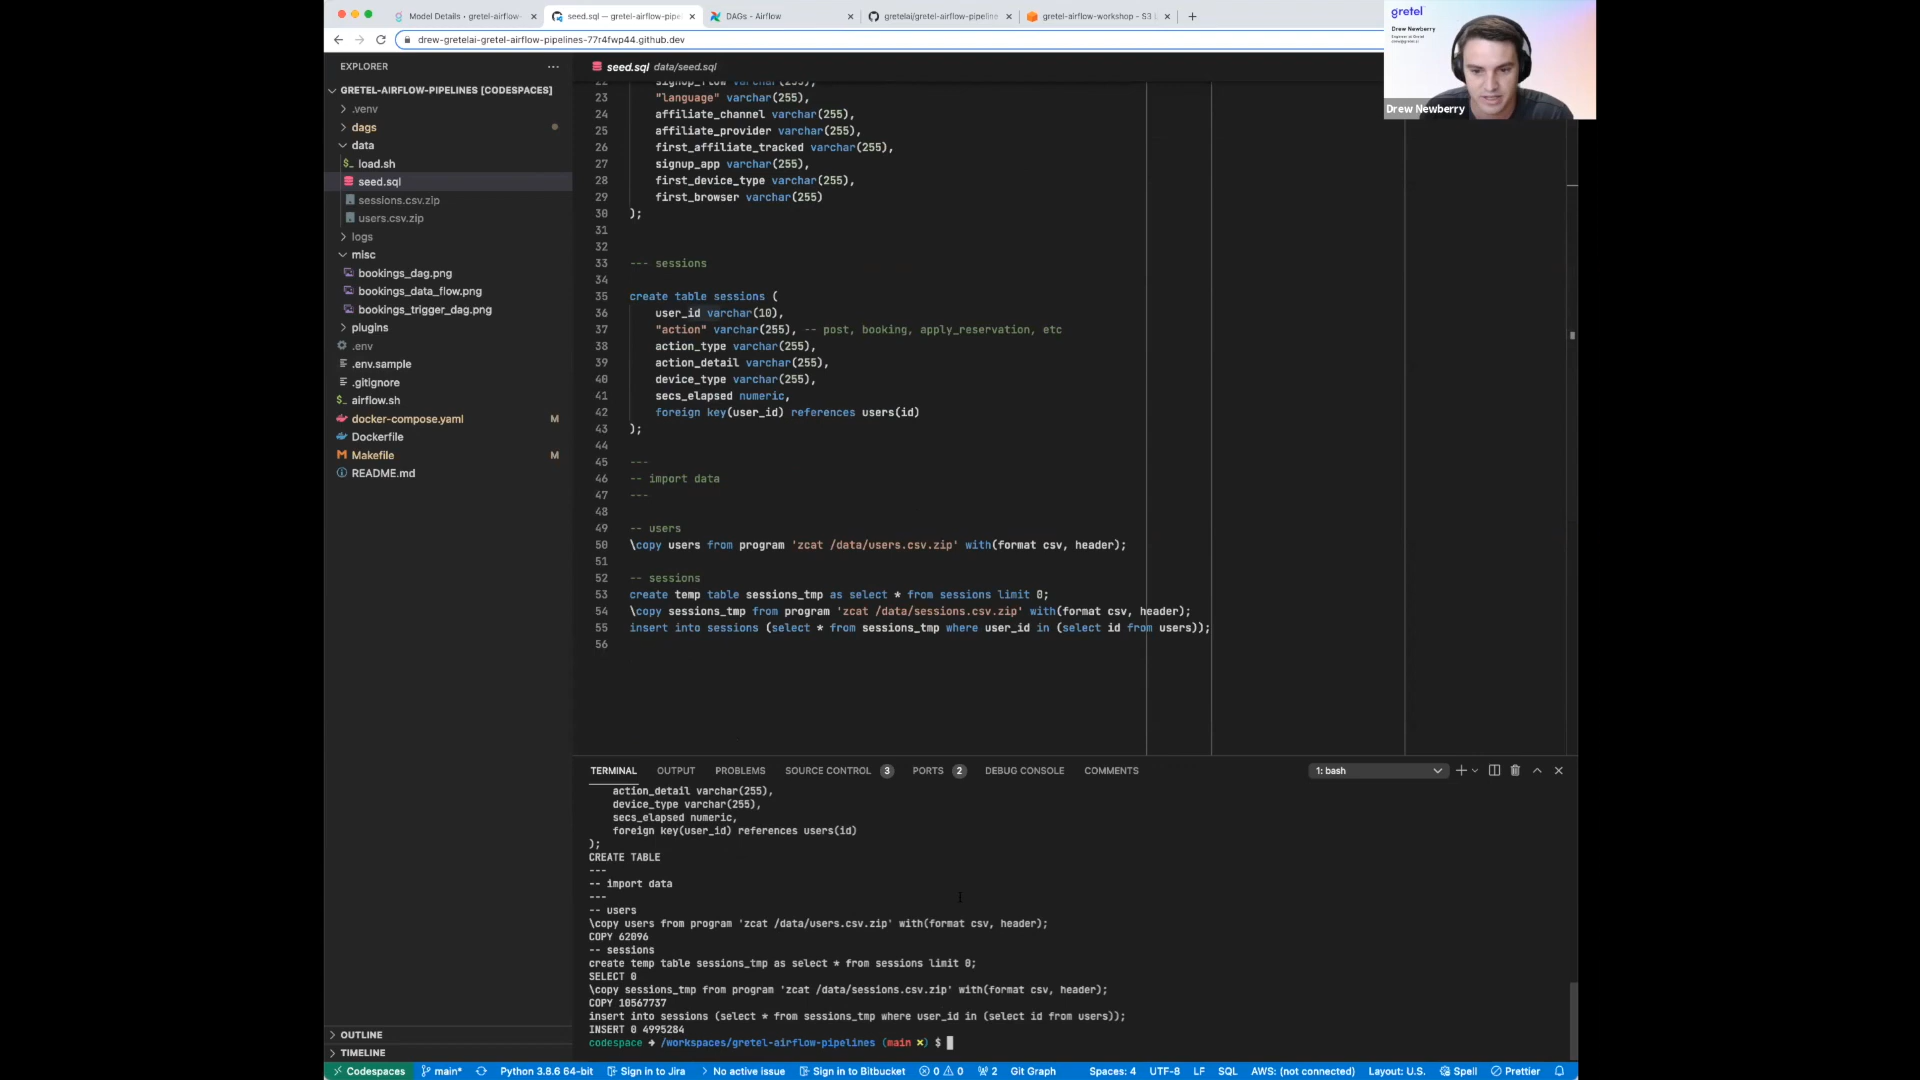 Model Details › gretel-airflow-
seed.sql — gretel-airflow-pipe
DAGs - Airflow
gretelai/gretel-airflow-pipeline
gretel-airflow-workshop - S3
drew-gretelai-gretel-airflow-pipelines-77r4fwp44.github.dev
gretel
Drew Newberry
Engineer at Gretel
Drew Newberry
EXPLORER
GRETEL-AIRFLOW-PIPELINES [CODESPACES]
.venv
dags
data
load.sh
seed.sql
sessions.csv.zip
users.csv.zip
logs
misc
bookings_dag.png
bookings_data_flow.png
bookings_trigger_dag.png
plugins
.env
.env.sample
.gitignore
airflow.sh
docker-compose.yaml M
Dockerfile
Makefile M
README.md
OUTLINE
TIMELINE
seed.sql data/seed.sql
22 signup_flow varchar(255),
23 "language" varchar(255),
24 affiliate_channel varchar(255),
25 affiliate_provider varchar(255),
26 first_affiliate_tracked varchar(255),
27 signup_app varchar(255),
28 first_device_type varchar(255),
29 first_browser varchar(255)
30 );
31
32
33 --- sessions
34
35 create table sessions (
36 user_id varchar(10),
37 "action" varchar(255), -- post, booking, apply_reservation, etc
38 action_type varchar(255),
39 action_detail varchar(255),
40 device_type varchar(255),
41 secs_elapsed numeric,
42 foreign key(user_id) references users(id)
43 );
44
45 ---
46 -- import data
47 ---
48
49 -- users
50 \copy users from program 'zcat /data/users.csv.zip' with(format csv, header);
51
52 -- sessions
53 create temp table sessions_tmp as select * from sessions limit 0;
54 \copy sessions_tmp from program 'zcat /data/sessions.csv.zip' with(format csv, header);
55 insert into sessions (select * from sessions_tmp where user_id in (select id from users));
56
TERMINAL OUTPUT PROBLEMS SOURCE CONTROL 3 PORTS 2 DEBUG CONSOLE COMMENTS 1: bash
action_detail varchar(255),
device_type varchar(255),
secs_elapsed numeric,
foreign key(user_id) references users(id)
);
CREATE TABLE
---
-- import data
---
-- users
\copy users from program 'zcat /data/users.csv.zip' with(format csv, header);
COPY 62096
-- sessions
create temp table sessions_tmp as select * from sessions limit 0;
SELECT 0
\copy sessions_tmp from program 'zcat /data/sessions.csv.zip' with(format csv, header);
COPY 10567737
insert into sessions (select * from sessions_tmp where user_id in (select id from users));
INSERT 0 4995284
codespace → /workspaces/gretel-airflow-pipelines (main ×) $
Codespaces main* Python 3.8.6 64-bit Sign in to Jira No active issue Sign in to Bitbucket 0 0 2 Git Graph Spaces: 4 UTF-8 LF SQL AWS: (not connected) Layout: U.S. Spell Prettier